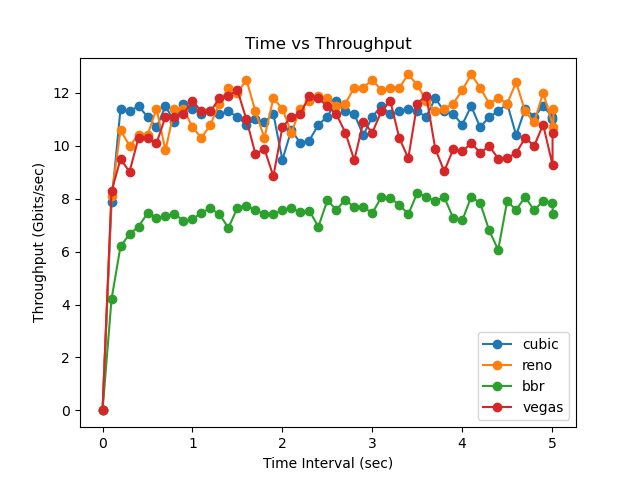 Time vs Throughput
Throughput (Gbits/sec)
12
10
8
6
4
2
0
0 1 2 3 4 5
Time Interval (sec)
cubic
reno
bbr
vegas